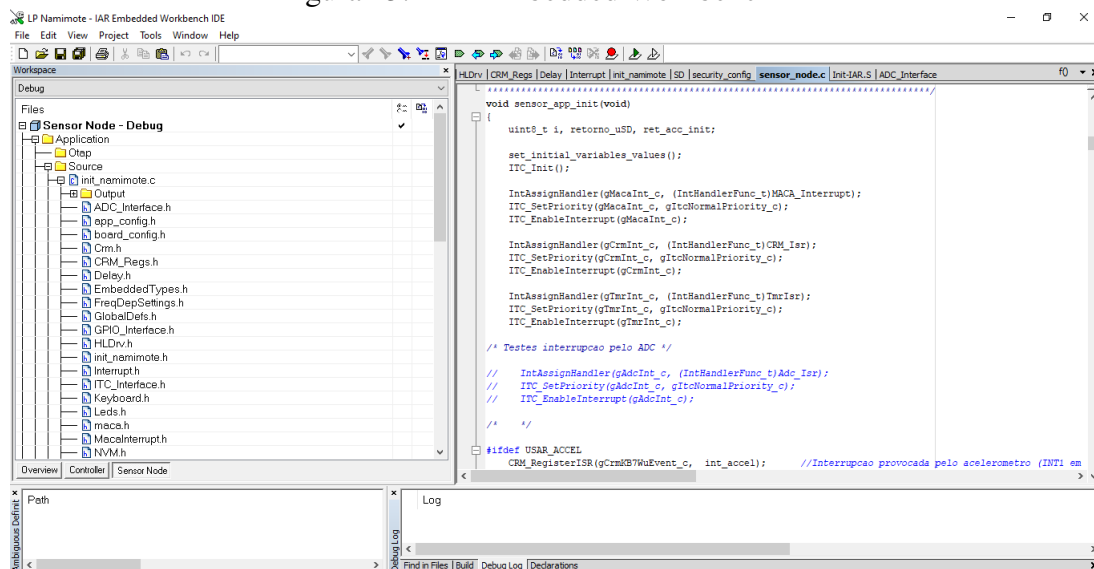 LP Namimote - IAR Embedded Workbench IDE
File Edit View Project Tools Window Help
Workspace
Debug
Files
Sensor Node - Debug
Application
Otap
Source
init_namimote.c
Output
ADC_Interface.h
app_config.h
board_config.h
Crm.h
CRM_Regs.h
Delay.h
EmbeddedTypes.h
FreqDepSettings.h
GlobalDefs.h
GPIO_Interface.h
HLDrv.h
init_namimote.h
Interrupt.h
ITC_Interface.h
Keyboard.h
Leds.h
maca.h
MacaInterrupt.h
NVM.h
Overview Controller Sensor Node
HLDrv | CRM_Regs | Delay | Interrupt | init_namimote | SD | security_config sensor_node.c Init-IAR.S | ADC_Interface
f()
void sensor_app_init(void)
{
uint8_t i, retorno_uSD, ret_acc_init;
set_initial_variables_values();
ITC_Init();
IntAssignHandler(gMacaInt_c, (IntHandlerFunc_t)MACA_Interrupt);
ITC_SetPriority(gMacaInt_c, gItcNormalPriority_c);
ITC_EnableInterrupt(gMacaInt_c);
IntAssignHandler(gCrmInt_c, (IntHandlerFunc_t)CRM_Isr);
ITC_SetPriority(gCrmInt_c, gItcNormalPriority_c);
ITC_EnableInterrupt(gCrmInt_c);
IntAssignHandler(gTmrInt_c, (IntHandlerFunc_t)TmrIsr);
ITC_SetPriority(gTmrInt_c, gItcNormalPriority_c);
ITC_EnableInterrupt(gTmrInt_c);
/* Testes interrupcao pelo ADC */
// IntAssignHandler(gAdcInt_c, (IntHandlerFunc_t)Adc_Isr);
// ITC_SetPriority(gAdcInt_c, gItcNormalPriority_c);
// ITC_EnableInterrupt(gAdcInt_c);
/* */
#ifdef USAR_ACCEL
CRM_RegisterISR(gCrmKB7WuEvent_c, int_accel); //Interrupcao provocada pelo acelerometro (INT1 em
Path
Log
Debug Log
Find in Files | Build Debug Log Declarations